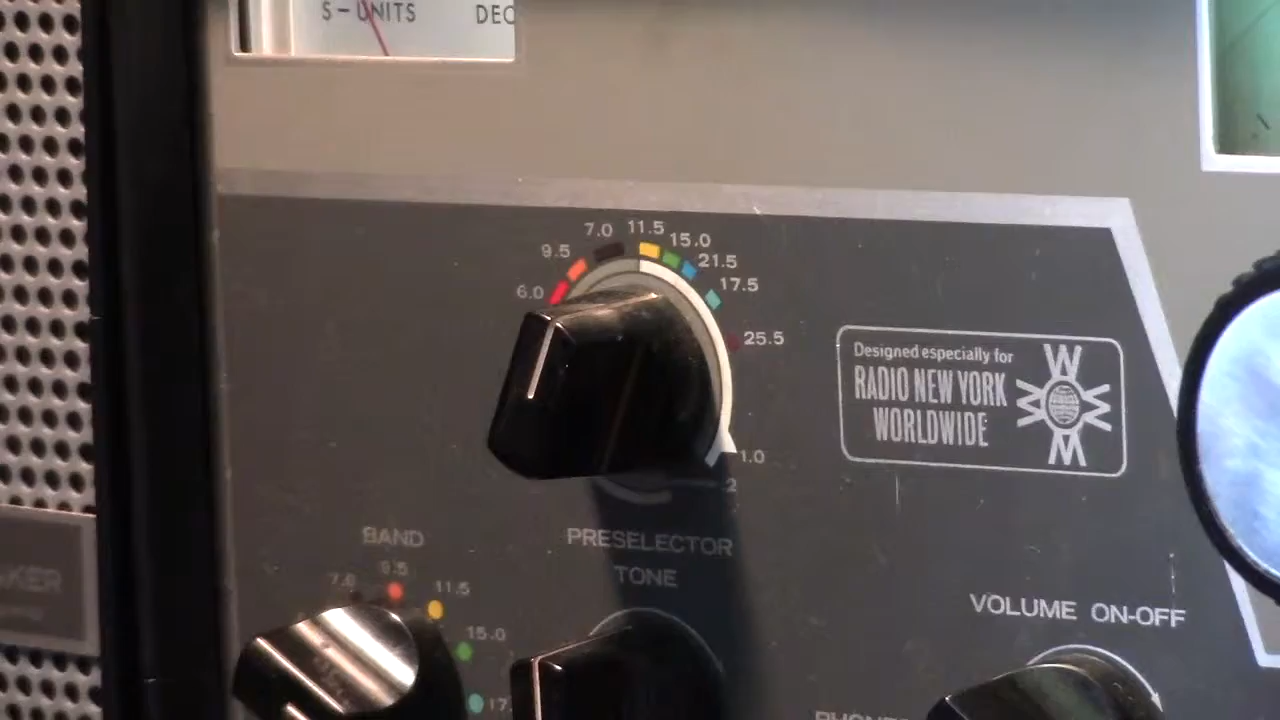 S-UNITS DEC
7.0 11.5
9.5 15.0
21.5
6.0 17.5
25.5
Designed especially for
RADIO NEW YORK
WORLDWIDE
W
W W
W
1.0
2
BAND PRESELECTOR
TONE
9.5
7.0 11.5
VOLUME ON-OFF
15.0
17